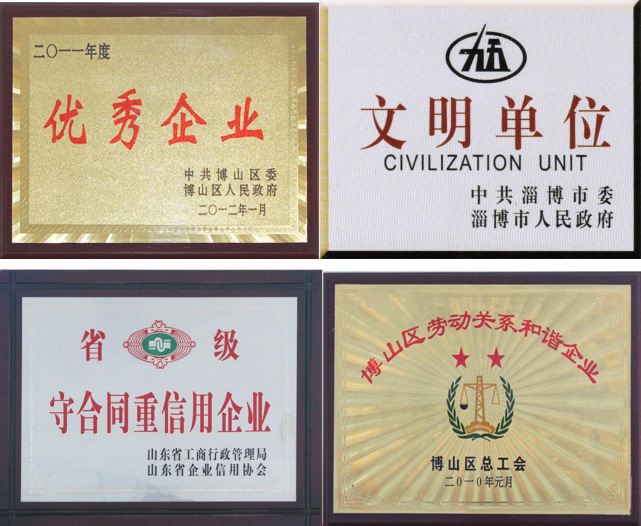 二〇一一年度
优秀企业
中共博山区委
博山区人民政府
二〇一二年一月
文明单位
CIVILIZATION UNIT
中共淄博市委
淄博市人民政府
省级
守合同重信用企业
山东省工商行政管理局
山东省企业信用协会
博山区劳动关系和谐企业
博山区总工会
二〇一〇年元月